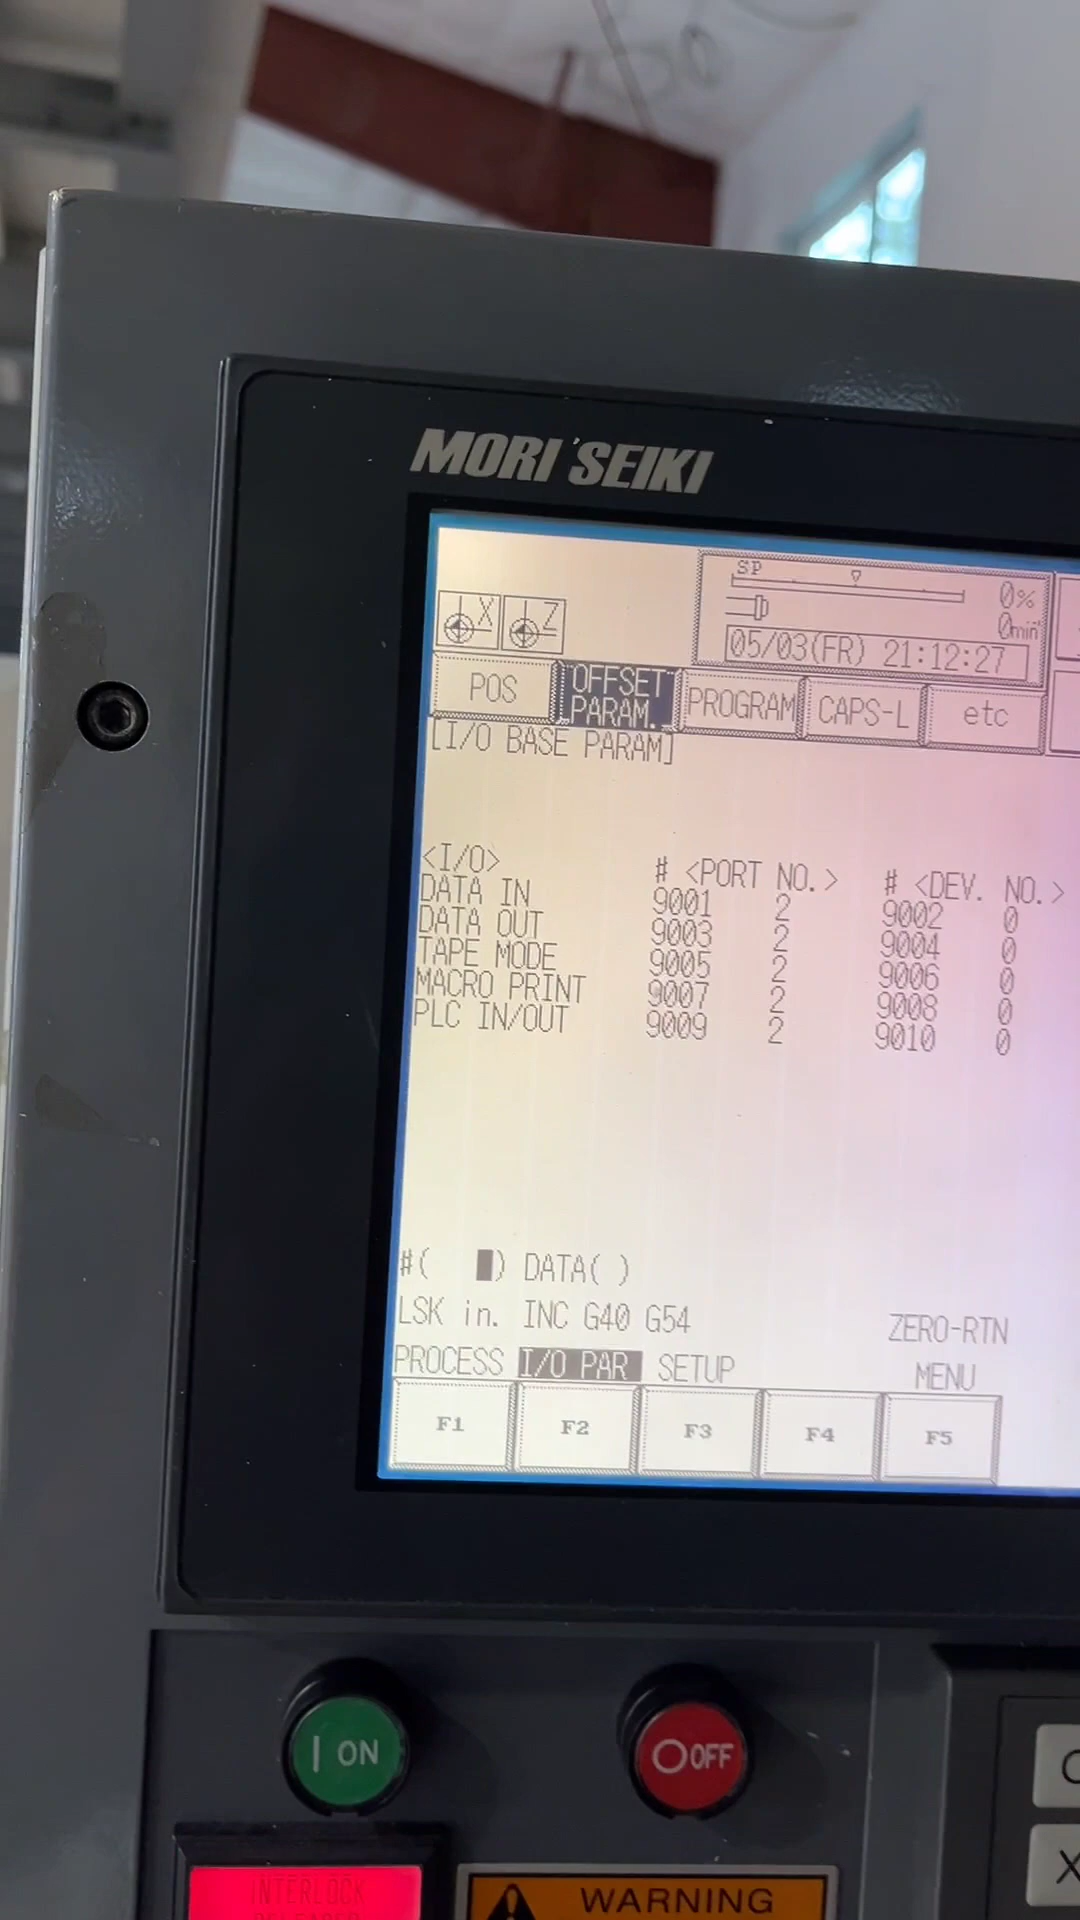 MORI SEIKI
SP
0%
0min
X Z
05/03(FR) 21:12:27
POS
OFFSET
PARAM.
PROGRAM
CAPS-L
etc
[I/O BASE PARAM]
<I/O> # <PORT NO.> # <DEV. NO.>
DATA IN 9001 2 9002 0
DATA OUT 9003 2 9004 0
TAPE MODE 9005 2 9006 0
MACRO PRINT 9007 2 9008 0
PLC IN/OUT 9009 2 9010 0
#( ) DATA( )
LSK in. INC G40 G54 ZERO-RTN
PROCESS I/O PAR SETUP MENU
F1 F2 F3 F4 F5
ON
OFF
INTERLOCK
WARNING
X